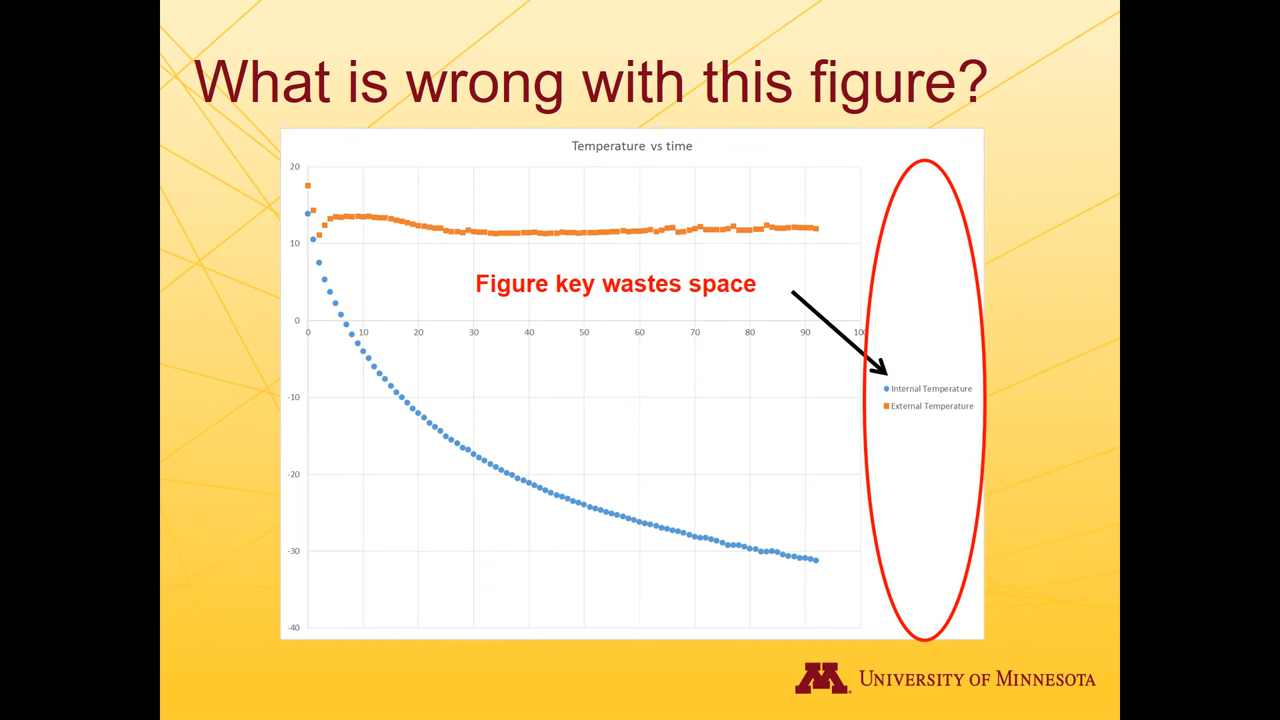 What is wrong with this figure?
Temperature vs time
20
10
Figure key wastes space
0
0 10 20 30 40 50 60 70 80 90 100
Internal Temperature
-10
External Temperature
-20
-30
-40
M University of Minnesota